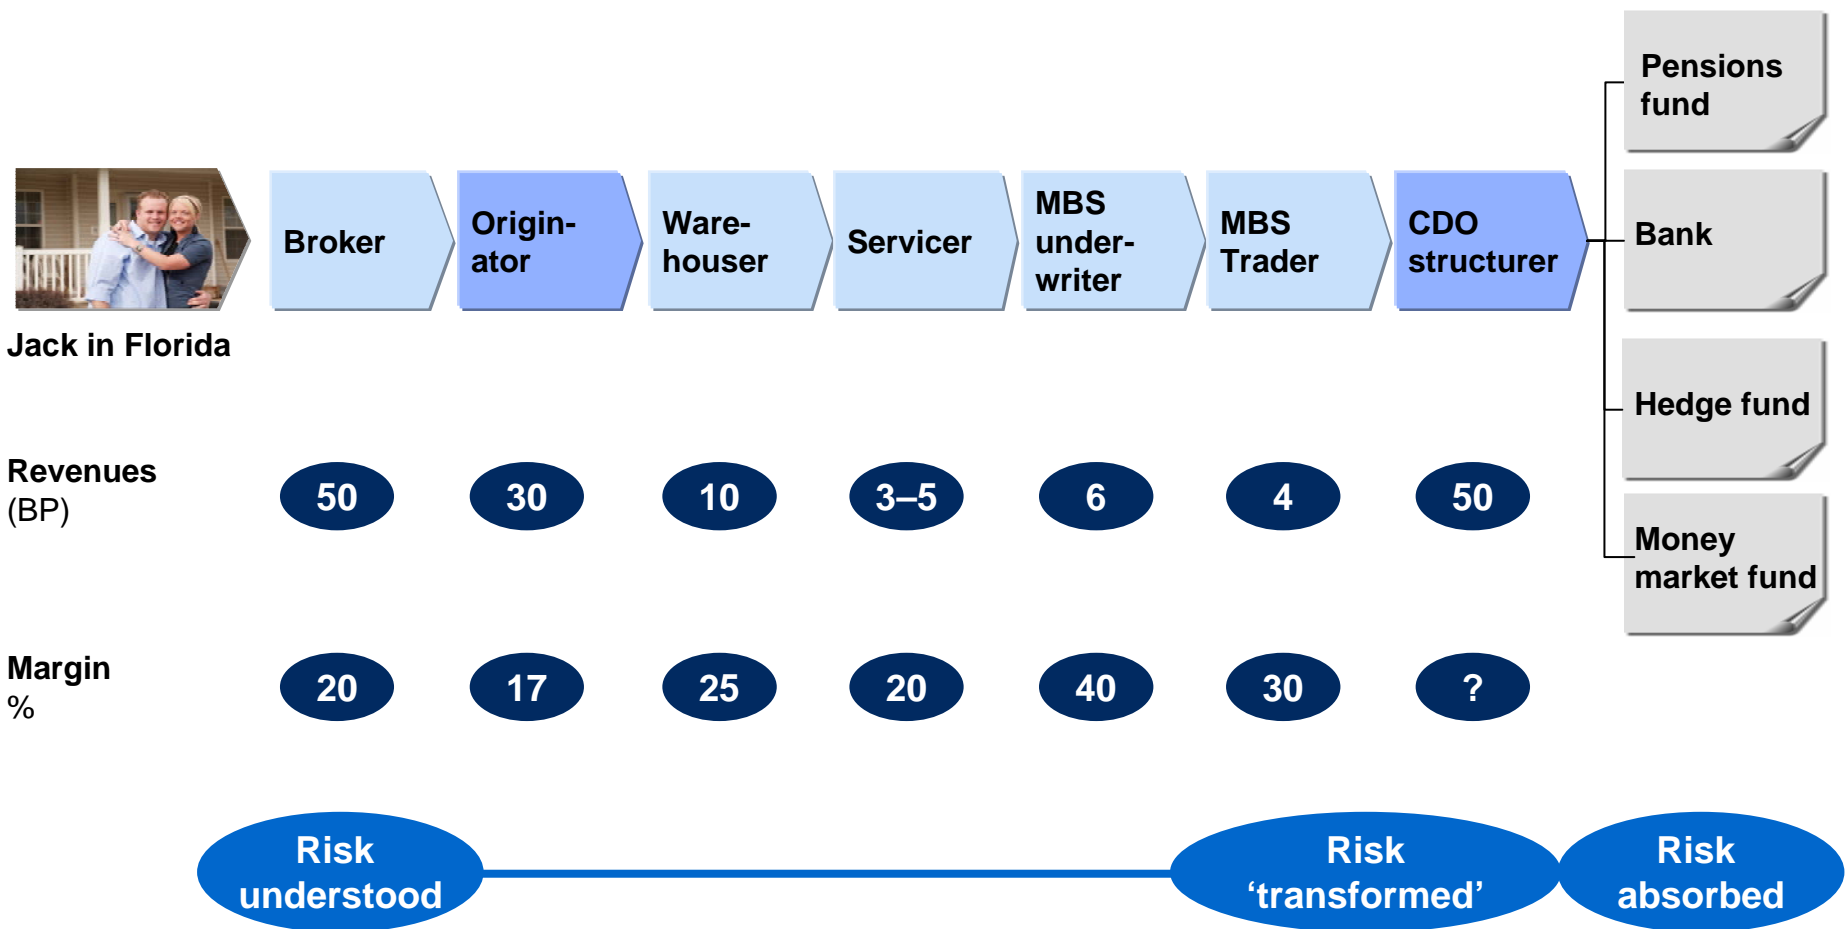 Pensions
fund
Broker
Origin-
ator
Ware-
houser
Servicer
MBS
under-
writer
MBS
Trader
CDO
structurer
Bank
Jack in Florida
Hedge fund
Revenues
(BP)
50
30
10
3–5
6
4
50
Money
market fund
Margin
%
20
17
25
20
40
30
?
Risk
understood
Risk
‘transformed’
Risk
absorbed